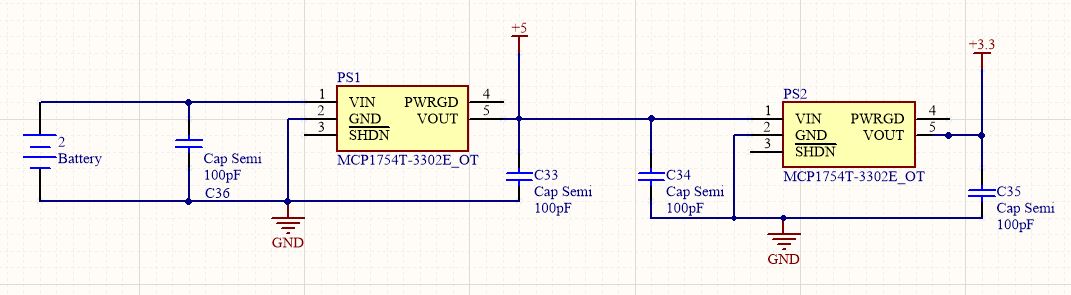 +5
+3.3
PS1
1
VIN
PWRGD
4
2
GND
VOUT
5
3
SHDN
MCP1754T-3302E_OT
PS2
1
VIN
PWRGD
4
2
GND
VOUT
5
3
SHDN
MCP1754T-3302E_OT
2
Battery
Cap Semi
100pF
C36
C33
Cap Semi
100pF
C34
Cap Semi
100pF
C35
Cap Semi
100pF
GND
GND